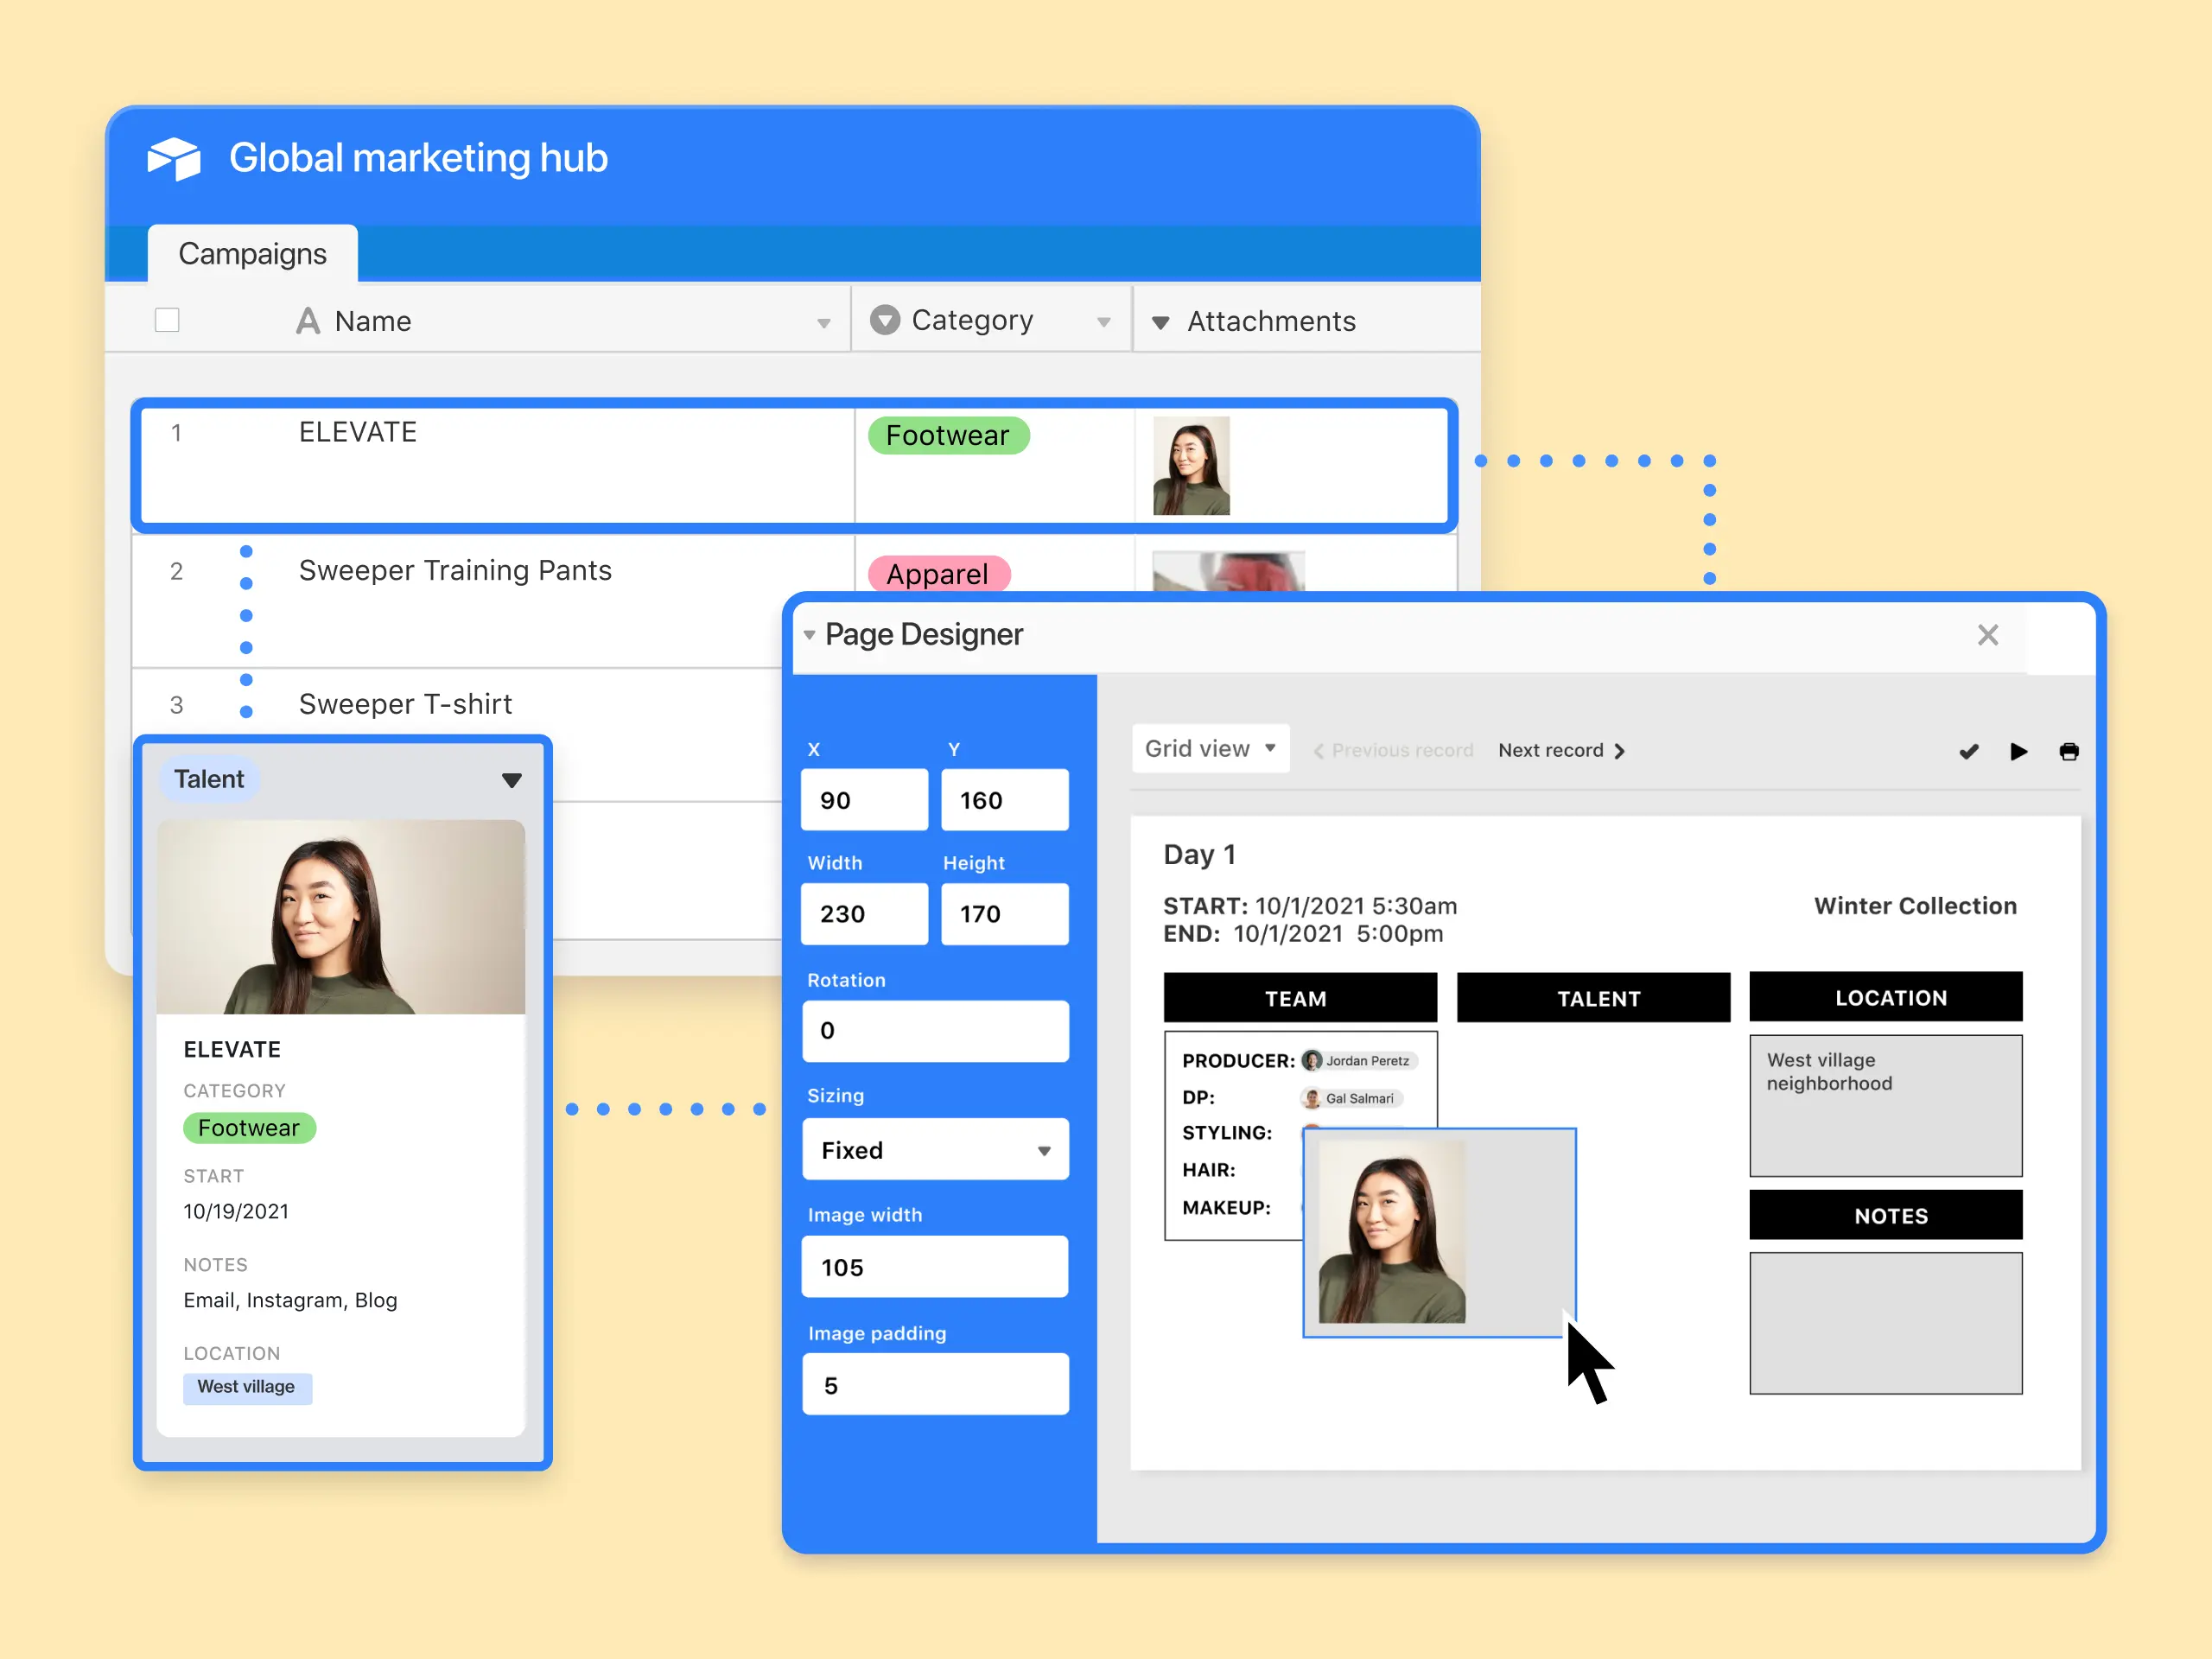 Global marketing hub
Campaigns
Name
Category
Attachments
1
ELEVATE
Footwear
2
Sweeper Training Pants
Apparel
3
Sweeper T-shirt
Talent
ELEVATE
CATEGORY
Footwear
START
10/19/2021
NOTES
Email, Instagram, Blog
LOCATION
West village
Page Designer
X
Y
90
160
Width
Height
230
170
Rotation
0
Sizing
Fixed
Image width
105
Image padding
5
Grid view
Previous record
Next record
Day 1
START: 10/1/2021 5:30am
END: 10/1/2021 5:00pm
Winter Collection
TEAM
PRODUCER: Jordan Peretz
DP: Gal Salmari
STYLING:
HAIR:
MAKEUP:
TALENT
LOCATION
West village
neighborhood
NOTES